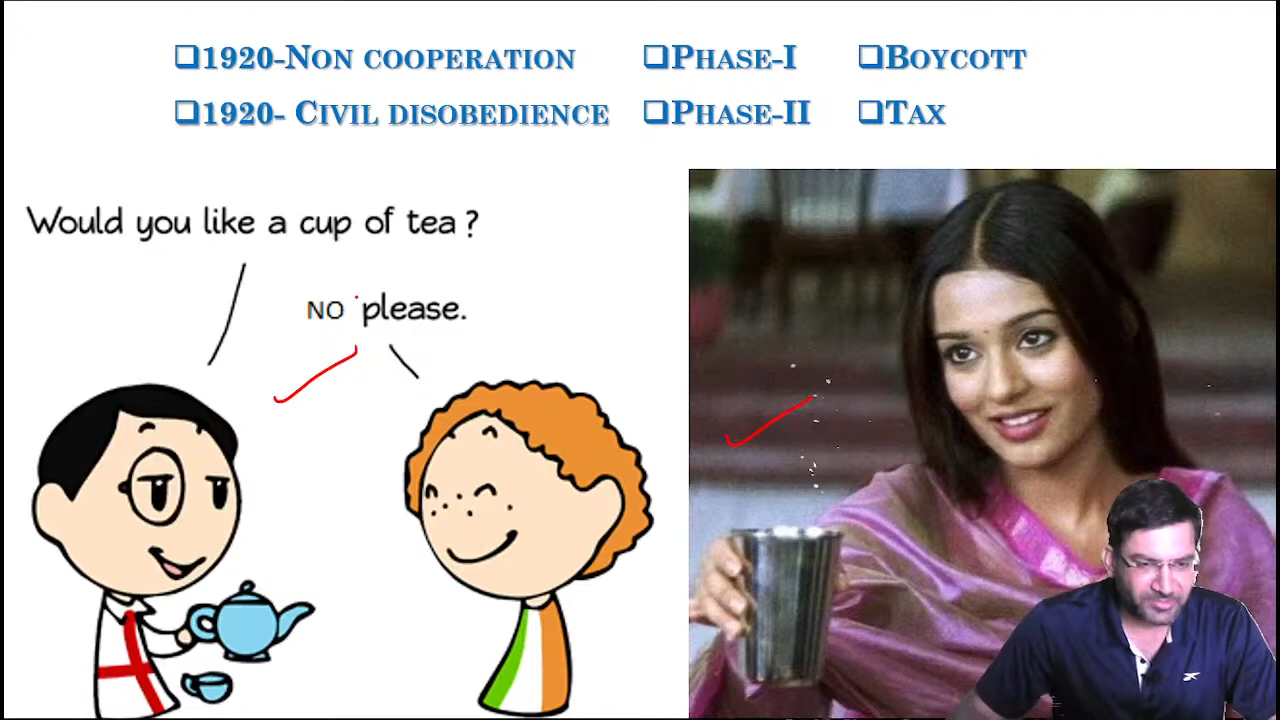 ❑1920-Non cooperation ❑Phase-I ❑Boycott
❑1920- Civil disobedience ❑Phase-II ❑Tax
Would you like a cup of tea?
NO please.